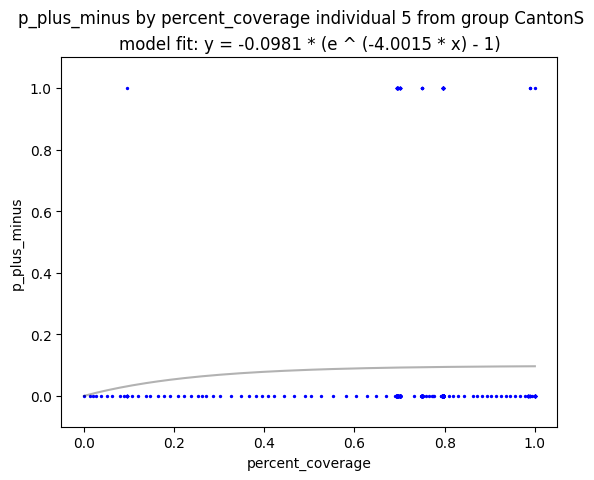 p_plus_minus by percent_coverage individual 5 from group CantonS
model fit: y = -0.0981 * (e ^ (-4.0015 * x) - 1)
1.0
0.8
0.6
0.4
0.2
0.0
p_plus_minus
0.0 0.2 0.4 0.6 0.8 1.0
percent_coverage